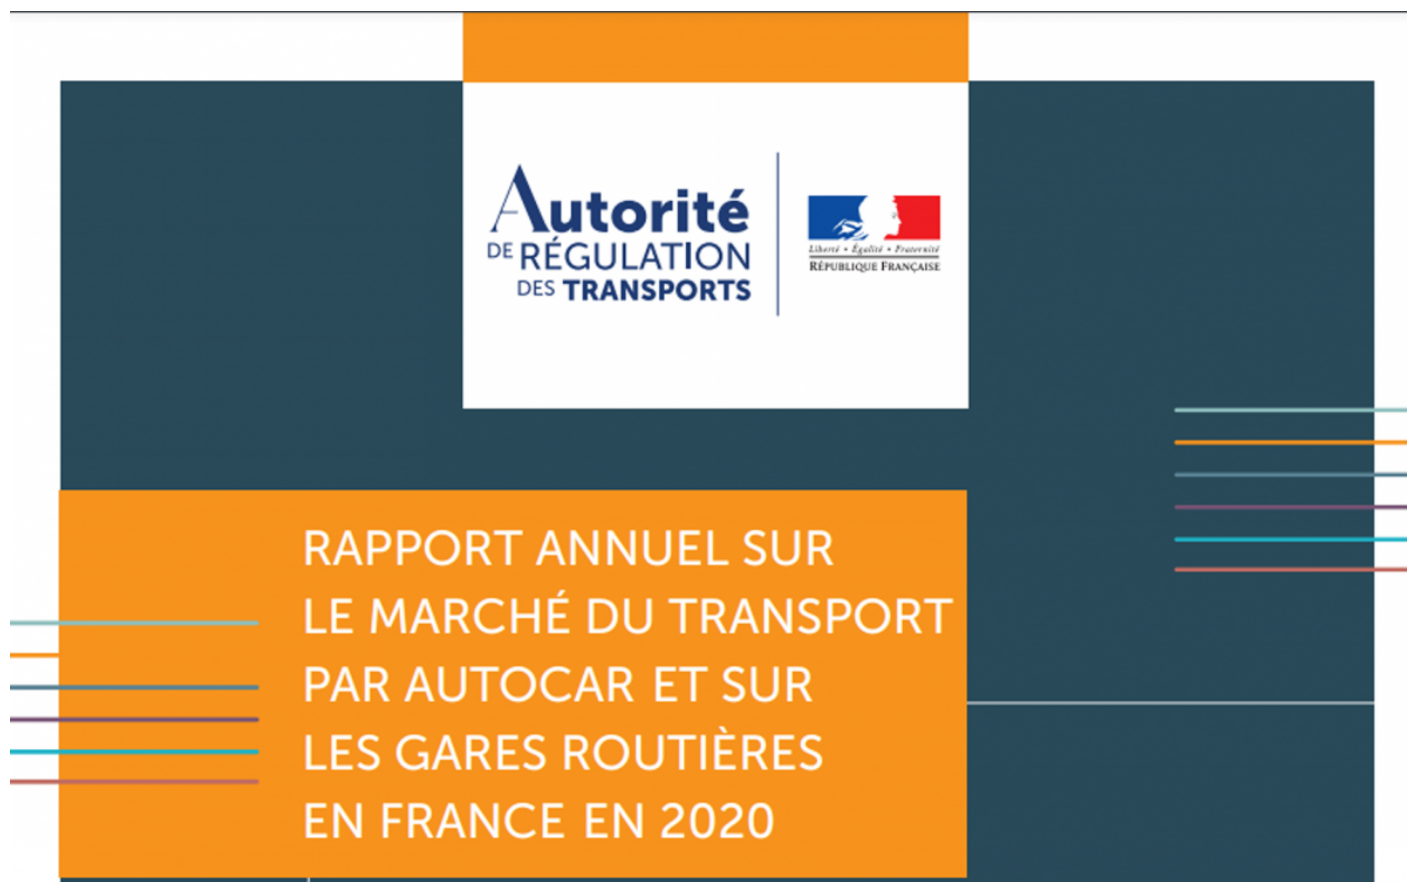 Autorité
DE RÉGULATION
DES TRANSPORTS
Liberté • Égalité • Fraternité
RÉPUBLIQUE FRANÇAISE
RAPPORT ANNUEL SUR
LE MARCHÉ DU TRANSPORT
PAR AUTOCAR ET SUR
LES GARES ROUTIÈRES
EN FRANCE EN 2020